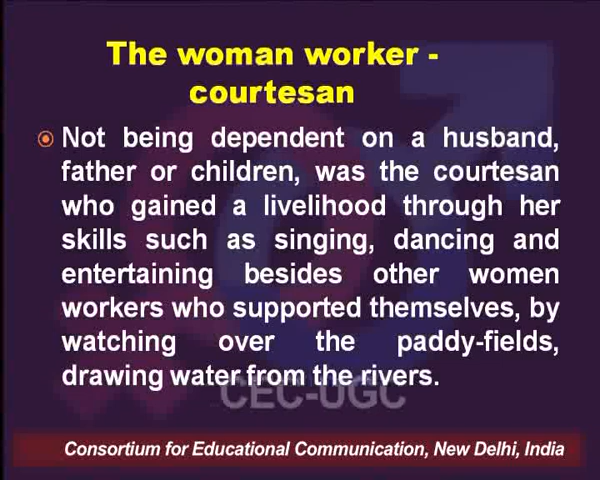 The woman worker -
courtesan
Not being dependent on a husband,
father or children, was the courtesan
who gained a livelihood through her
skills such as singing, dancing and
entertaining besides other women
workers who supported themselves, by
watching over the paddy-fields,
drawing water from the rivers.
CEC-UGC
Consortium for Educational Communication, New Delhi, India